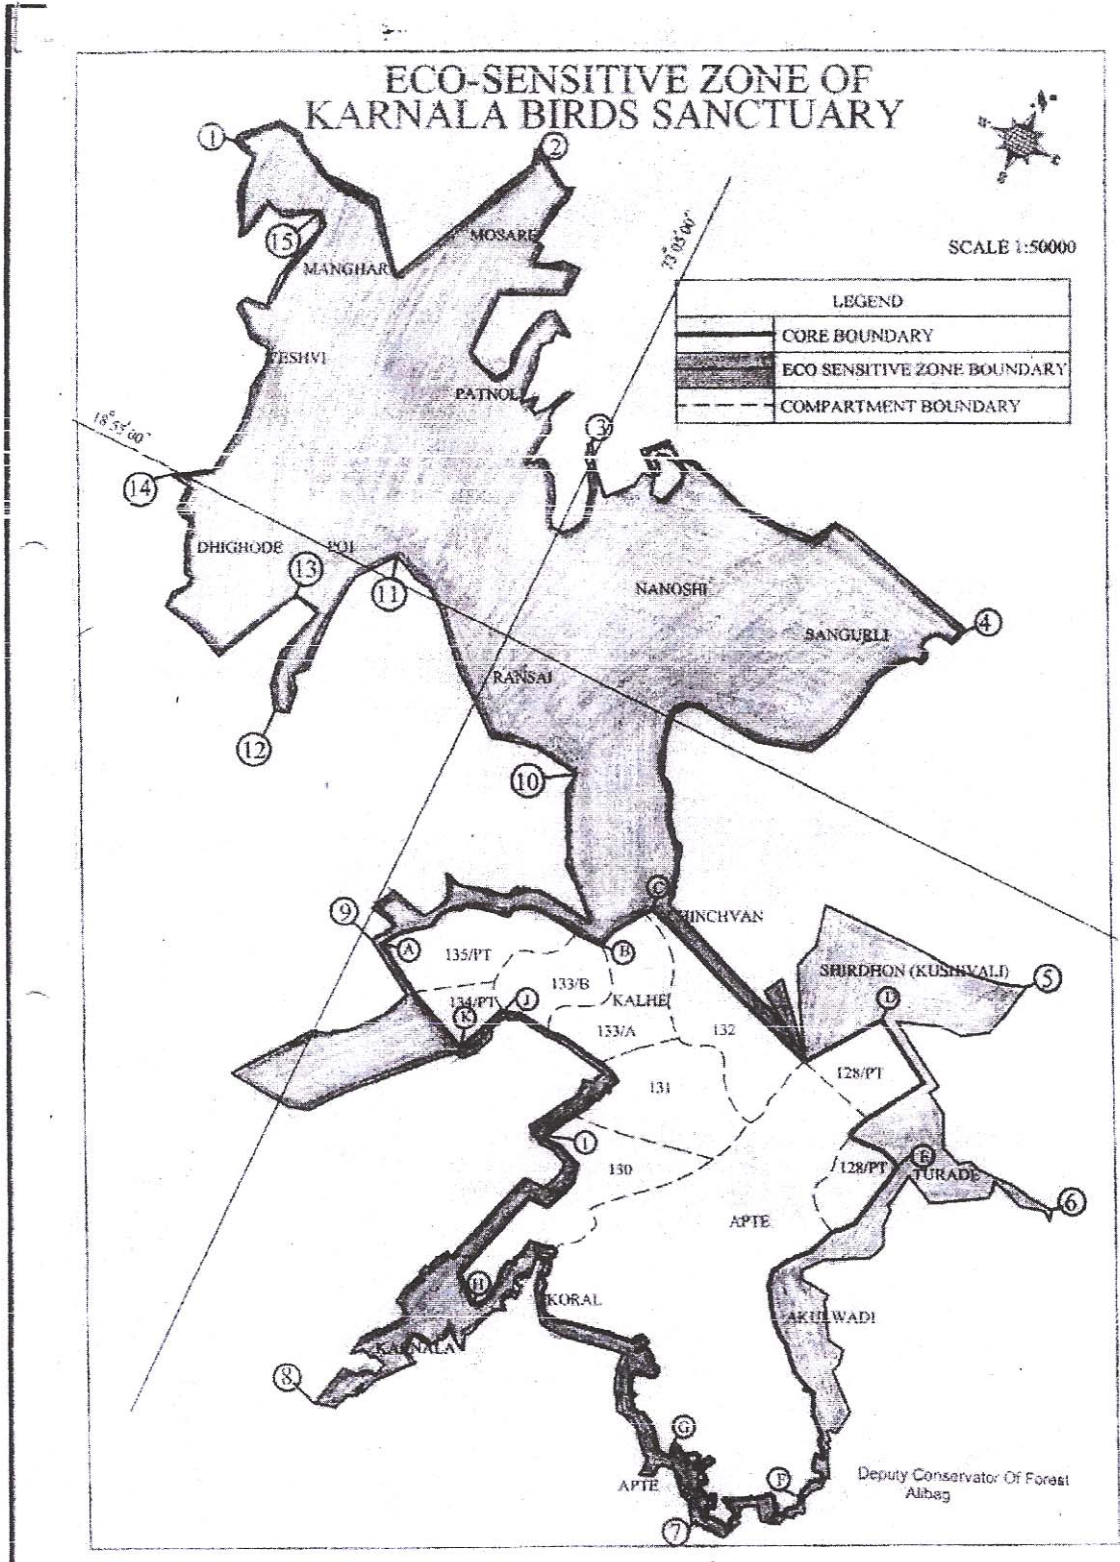 ECO-SENSITIVE ZONE OF
KARNALA BIRDS SANCTUARY
1
2
15
MOSARE
MANGHAR
73°05'00"
SCALE 1:50000
LEGEND
CORE BOUNDARY
ECO SENSITIVE ZONE BOUNDARY
COMPARTMENT BOUNDARY
PATNOLI
18°55'00"
3
14
DHIGHODE
POI
13
11
NANOSHI
SANGURLI
4
RANSAI
12
10
C
CHINCHVAN
9
A
135/PT
B
SHIRDHON (KUSHIVALI)
5
133/B
134/PT
J
KALHE
D
K
133/A
132
131
128/PT
I
130
128/PT
E
TURADE
6
APTE
H
KORAL
AKULWADI
KARNALA
8
G
APTE
F
Deputy Conservator Of Forest
Alibag
7